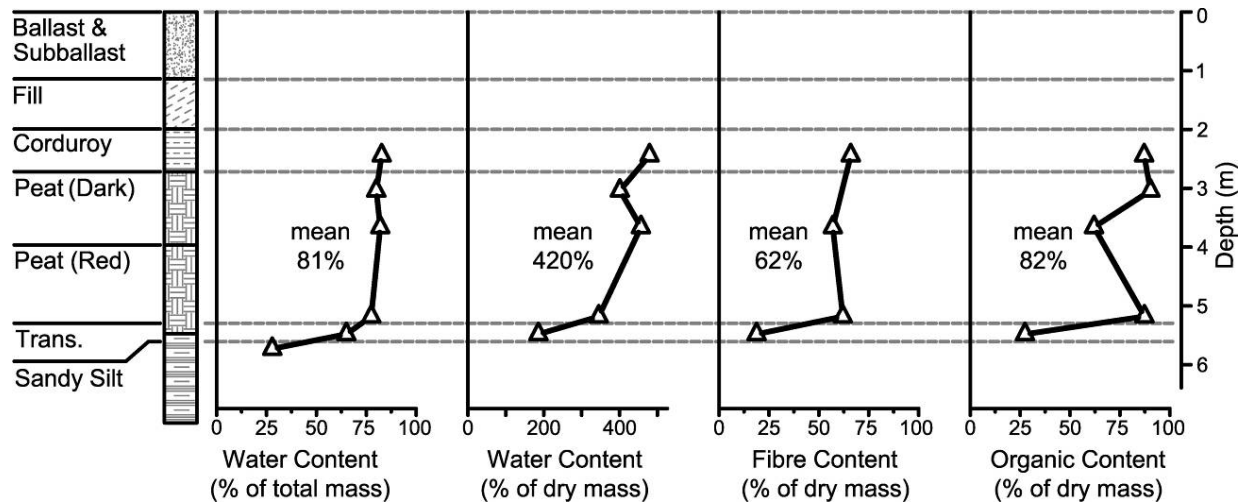 Ballast &
Subballast
Fill
Corduroy
Peat (Dark)
Peat (Red)
Trans.
Sandy Silt
mean
81%
0 25 50 75 100
Water Content
(% of total mass)
mean
420%
0 200 400
Water Content
(% of dry mass)
mean
62%
0 25 50 75 100
Fibre Content
(% of dry mass)
mean
82%
0 25 50 75 100
Organic Content
(% of dry mass)
0
1
2
3
4
5
6
Depth (m)